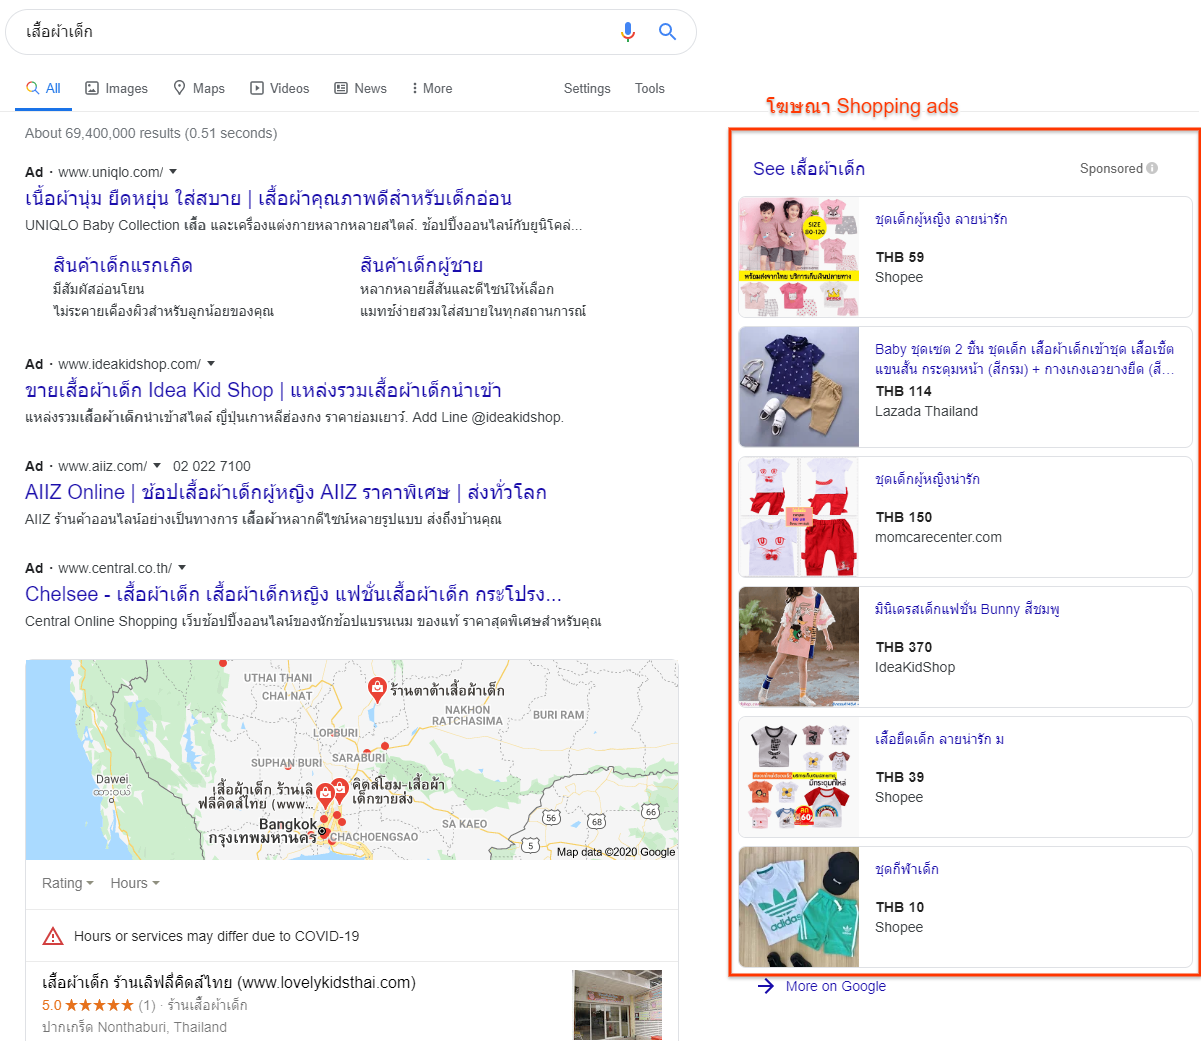 เสื้อผ้าเด็ก
All
Images
Maps
Videos
News
More
Settings
Tools
About 69,400,000 results (0.51 seconds)
Ad · www.uniqlo.com/
เนื้อผ้านุ่ม ยืดหยุ่น ใส่สบาย | เสื้อผ้าคุณภาพดีสำหรับเด็กอ่อน
UNIQLO Baby Collection เสื้อ และเครื่องแต่งกายหลากหลายสไตล์. ช้อปปิ้งออนไลน์กับยูนิโคล่...
สินค้าเด็กแรกเกิด
มีสัมผัสอ่อนโยน
ไม่ระคายเคืองผิวสำหรับลูกน้อยของคุณ
สินค้าเด็กผู้ชาย
หลากหลายสีสันและดีไซน์ให้เลือก
แมทช์ง่ายสวมใส่สบายในทุกสถานการณ์
Ad · www.ideakidshop.com/
ขายเสื้อผ้าเด็ก Idea Kid Shop | แหล่งรวมเสื้อผ้าเด็กนำเข้า
แหล่งรวมเสื้อผ้าเด็กนำเข้าสไตล์ ญี่ปุ่นเกาหลีฮ่องกง ราคาย่อมเยาว์. Add Line @ideakidshop.
Ad · www.aiiz.com/ 02 022 7100
AIIZ Online | ช้อปเสื้อผ้าเด็กผู้หญิง AIIZ ราคาพิเศษ | ส่งทั่วโลก
AIIZ ร้านค้าออนไลน์อย่างเป็นทางการ เสื้อผ้าหลากดีไซน์หลายรูปแบบ ส่งถึงบ้านคุณ
Ad · www.central.co.th/
Chelsee - เสื้อผ้าเด็ก เสื้อผ้าเด็กหญิง แฟชั่นเสื้อผ้าเด็ก กระโปรง...
Central Online Shopping เว็บช้อปปิ้งออนไลน์ของนักช้อปแบรนเนม ของแท้ ราคาสุดพิเศษสำหรับคุณ
UTHAI THANI
CHAI NAT
ร้านตาต้าเสื้อผ้าเด็ก
NAKHON
RATCHASIMA
BURI RAM
LOPBURI
SUPHAN BURI
SARABURI
Dawei
ထားဝယ်
เสื้อผ้าเด็ก ร้านเลิ
ฟลี่คิดส์ไทย (www...
คิดส์โฮม-เสื้อผ้า
เด็กขายส่ง
Bangkok
กรุงเทพมหานคร
CHACHOENGSAO
SA KAEO
56
68
66
5
Map data ©2020 Google
Rating
Hours
Hours or services may differ due to COVID-19
เสื้อผ้าเด็ก ร้านเลิฟลี่คิดส์ไทย (www.lovelykidsthai.com)
5.0 ★★★★★ (1) · ร้านเสื้อผ้าเด็ก
ปากเกร็ด Nonthaburi, Thailand
โฆษณา Shopping ads
See เสื้อผ้าเด็ก
Sponsored
SIZE
80-120
พร้อมส่งจากไทย บริการเก็บเงินปลายทาง
ชุดเด็กผู้หญิง ลายน่ารัก
THB 59
Shopee
Baby ชุดเซต 2 ชิ้น ชุดเด็ก เสื้อผ้าเด็กเข้าชุด เสื้อเชิ้ต
แขนสั้น กระดุมหน้า (สีกรม) + กางเกงเอวยางยืด (สี...
THB 114
Lazada Thailand
ชุดเด็กผู้หญิงน่ารัก
THB 150
momcarecenter.com
มินิเดรสเด็กแฟชั่น Bunny สีชมพู
THB 370
IdeaKidShop
เสื้อยืดเด็ก ลายน่ารัก ม
THB 39
Shopee
ชุดกีฬาเด็ก
THB 10
Shopee
adidas
More on Google